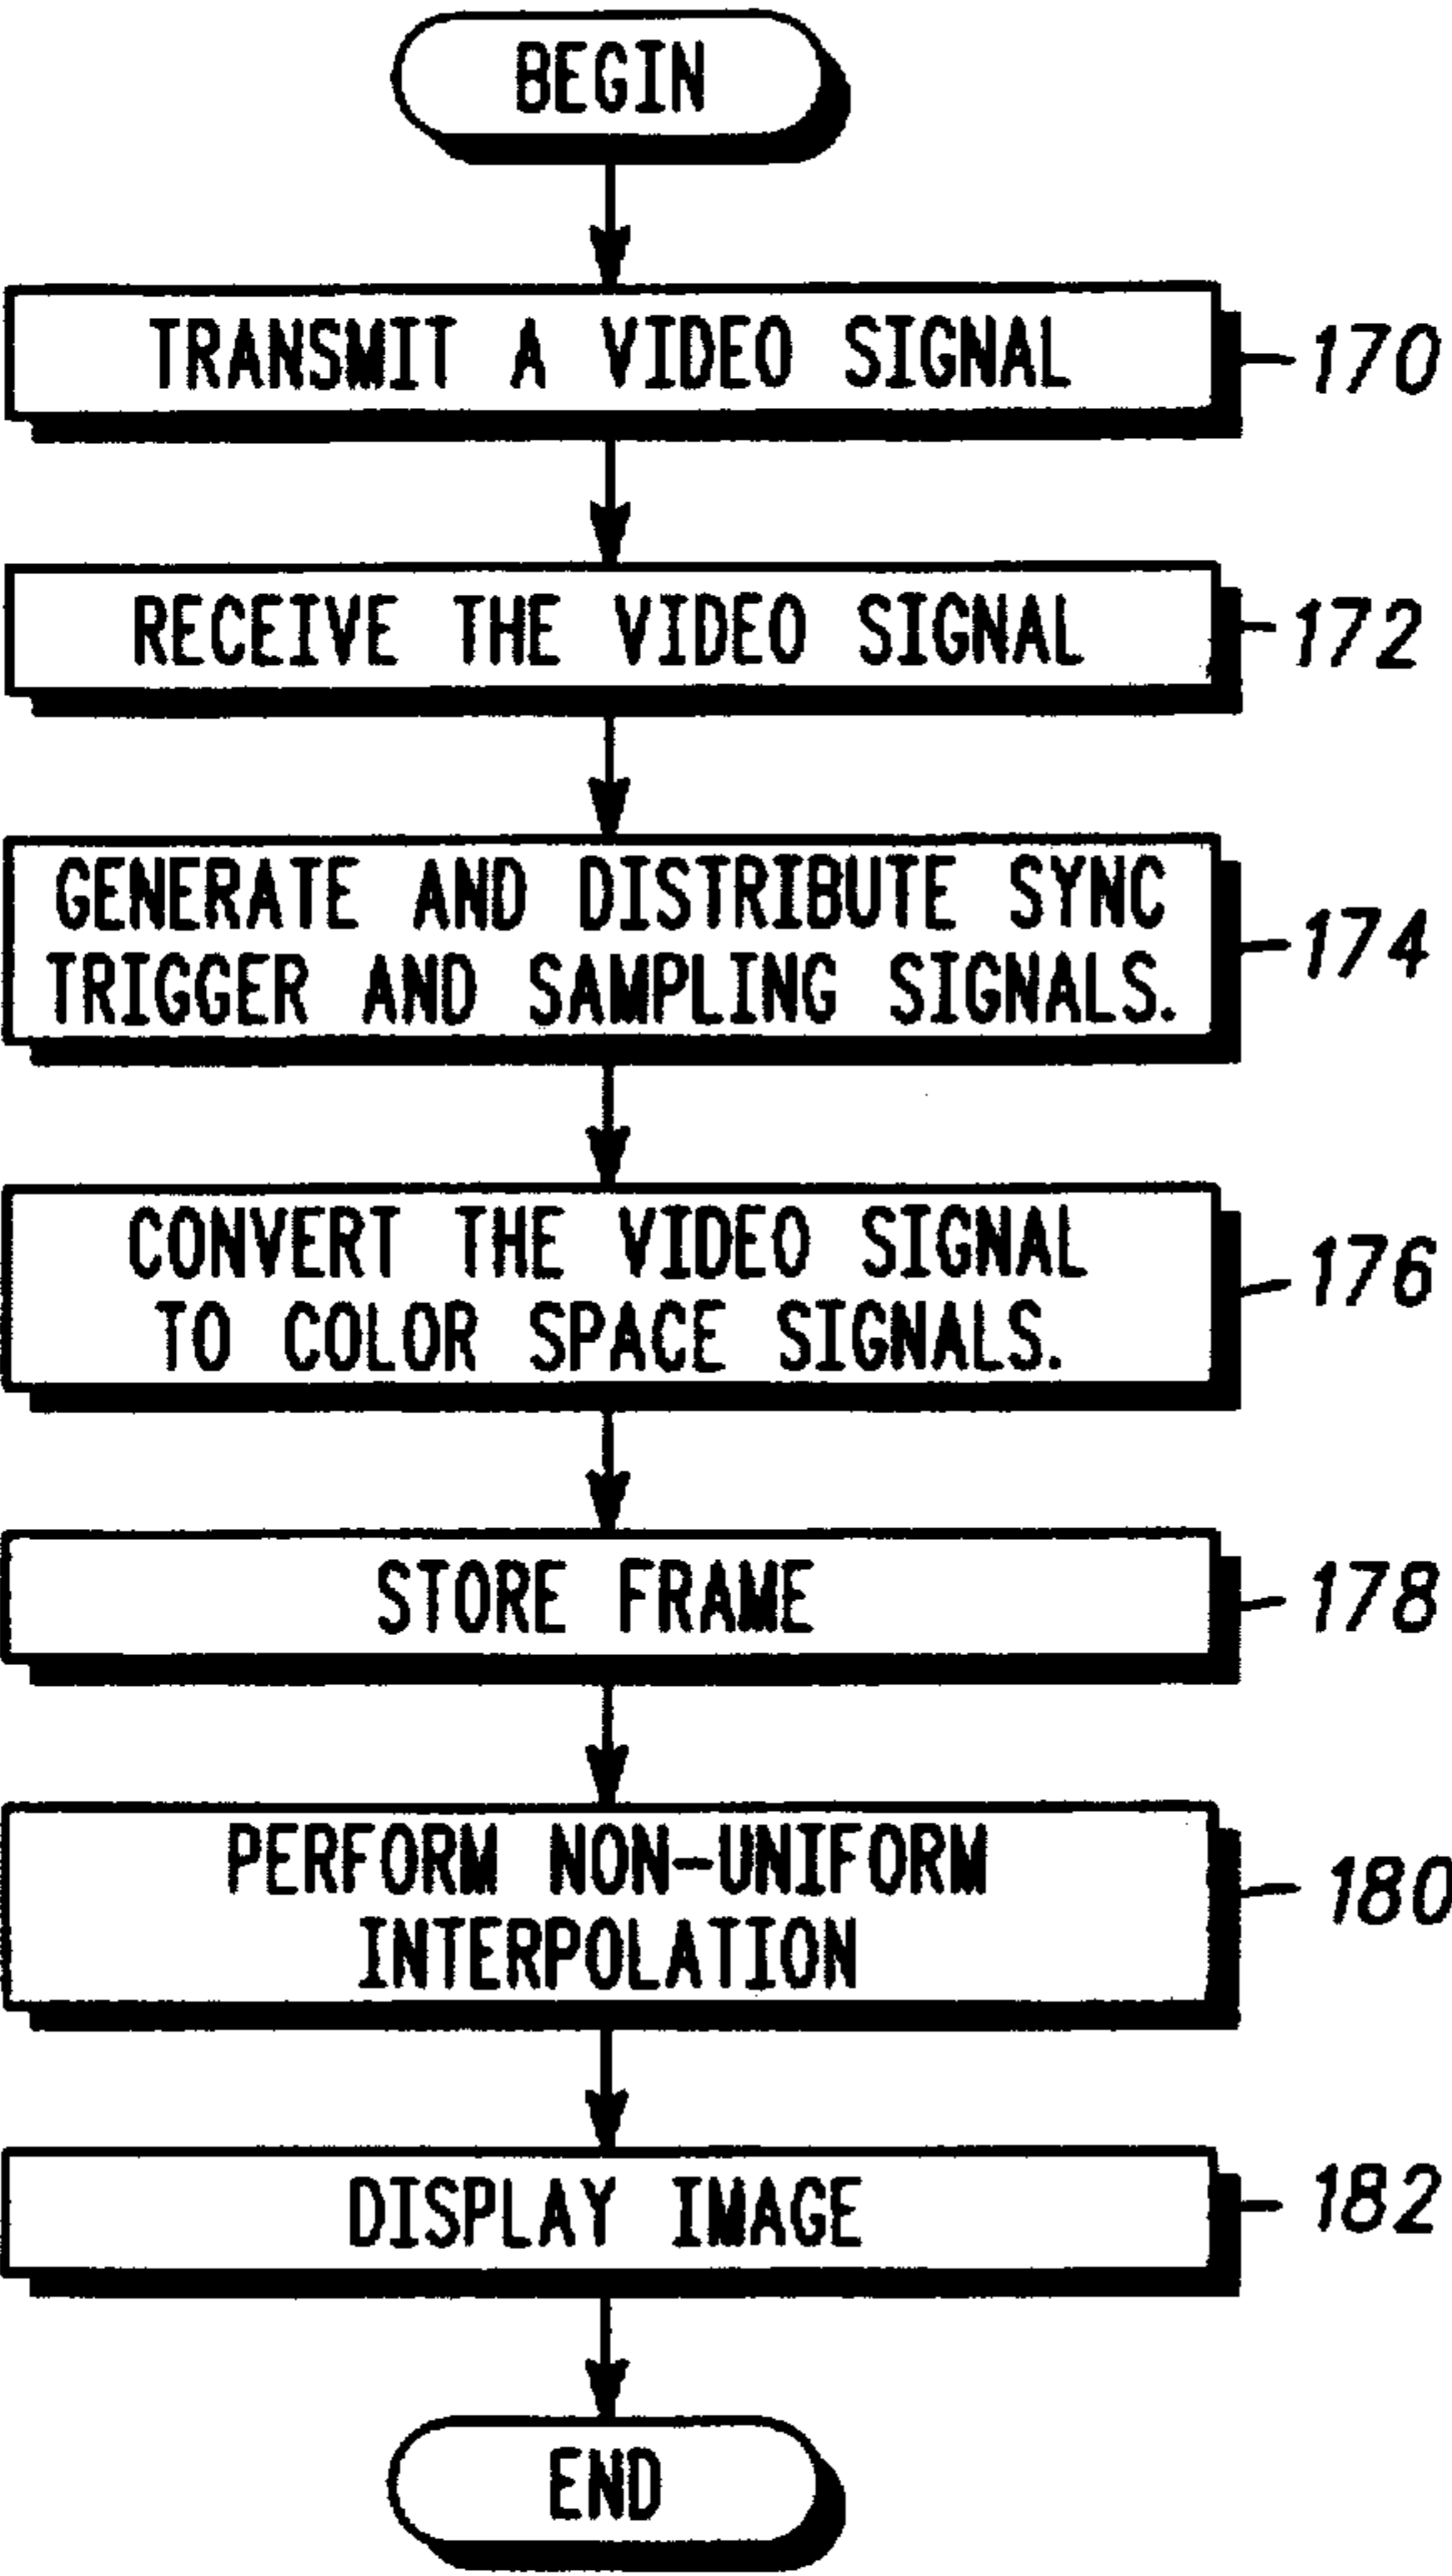 BEGIN
TRANSMIT A VIDEO SIGNAL
170
RECEIVE THE VIDEO SIGNAL
172
GENERATE AND DISTRIBUTE SYNC
TRIGGER AND SAMPLING SIGNALS.
174
CONVERT THE VIDEO SIGNAL
TO COLOR SPACE SIGNALS.
176
STORE FRAME
178
PERFORM NON-UNIFORM
INTERPOLATION
180
DISPLAY IMAGE
182
END